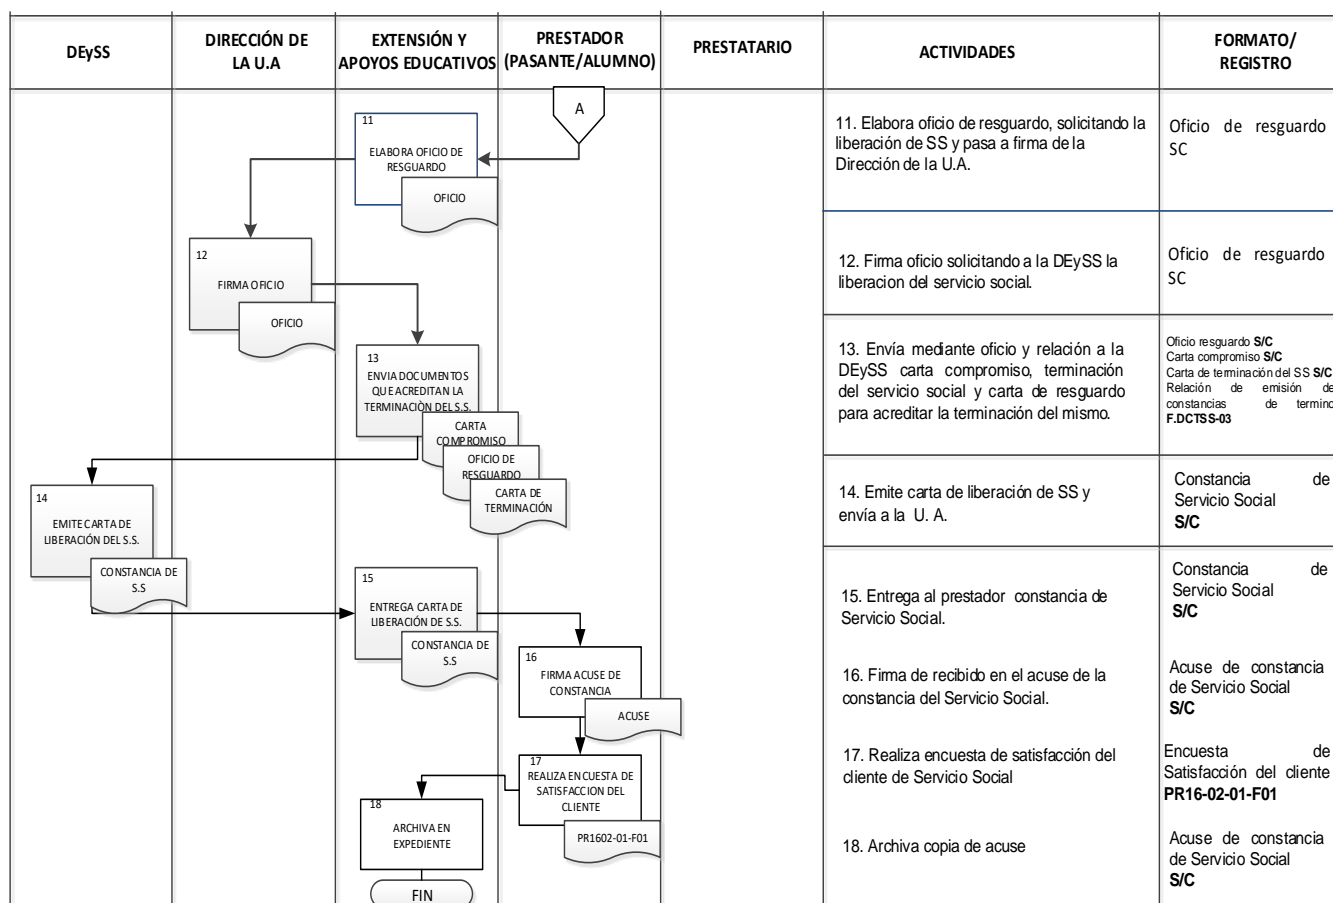 DEySS
DIRECCIÓN DE
LA U.A
EXTENSIÓN Y
APOYOS EDUCATIVOS
PRESTADOR
(PASANTE/ALUMNO)
PRESTATARIO
ACTIVIDADES
FORMATO/
REGISTRO
A
11
ELABORA OFICIO DE
RESGUARDO
OFICIO
12
FIRMA OFICIO
OFICIO
13
ENVIA DOCUMENTOS
QUE ACREDITAN LA
TERMINACIÒN DEL S.S.
CARTA
COMPROMISO
OFICIO DE
RESGUARDO
CARTA DE
TERMINACIÓN
14
EMITE CARTA DE
LIBERACIÓN DEL S.S.
CONSTANCIA DE
S.S
15
ENTREGA CARTA DE
LIBERACIÓN DE S.S.
CONSTANCIA DE
S.S
16
FIRMA ACUSE DE
CONSTANCIA
ACUSE
17
REALIZA ENCUESTA DE
SATISFACCION DEL
CLIENTE
PR1602-01-F01
18
ARCHIVA EN
EXPEDIENTE
FIN
11. Elabora oficio de resguardo, solicitando la
liberación de SS y pasa a firma de la
Dirección de la U.A.
Oficio de resguardo
SC
12. Firma oficio solicitando a la DEySS la
liberacion del servicio social.
Oficio de resguardo
SC
13. Envía mediante oficio y relación a la
DEySS carta compromiso, terminación
del servicio social y carta de resguardo
para acreditar la terminación del mismo.
Oficio resguardo S/C
Carta compromiso S/C
Carta de terminación del SS S/C
Relación de emisión de
constancias de termino
F.DCTSS-03
14. Emite carta de liberación de SS y
envía a la U. A.
Constancia de
Servicio Social
S/C
15. Entrega al prestador constancia de
Servicio Social.
Constancia de
Servicio Social
S/C
16. Firma de recibido en el acuse de la
constancia del Servicio Social.
Acuse de constancia
de Servicio Social
S/C
17. Realiza encuesta de satisfacción del
cliente de Servicio Social
Encuesta de
Satisfacción del cliente
PR16-02-01-F01
18. Archiva copia de acuse
Acuse de constancia
de Servicio Social
S/C